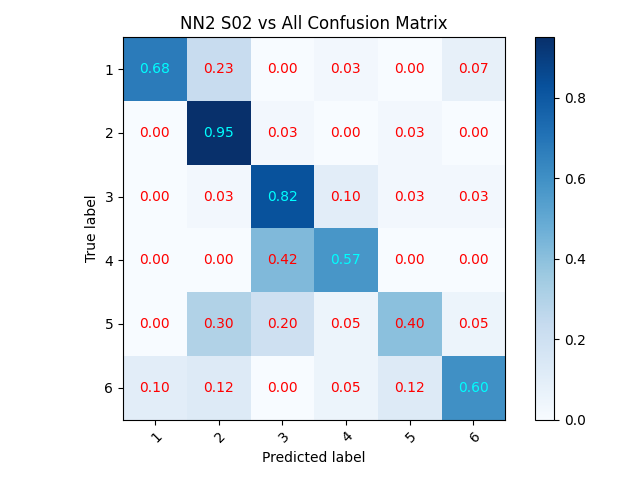 NN2 S02 vs All Confusion Matrix
True label
1 0.68 0.23 0.00 0.03 0.00 0.07
2 0.00 0.95 0.03 0.00 0.03 0.00
3 0.00 0.03 0.82 0.10 0.03 0.03
4 0.00 0.00 0.42 0.57 0.00 0.00
5 0.00 0.30 0.20 0.05 0.40 0.05
6 0.10 0.12 0.00 0.05 0.12 0.60
1 2 3 4 5 6
Predicted label
0.8
0.6
0.4
0.2
0.0